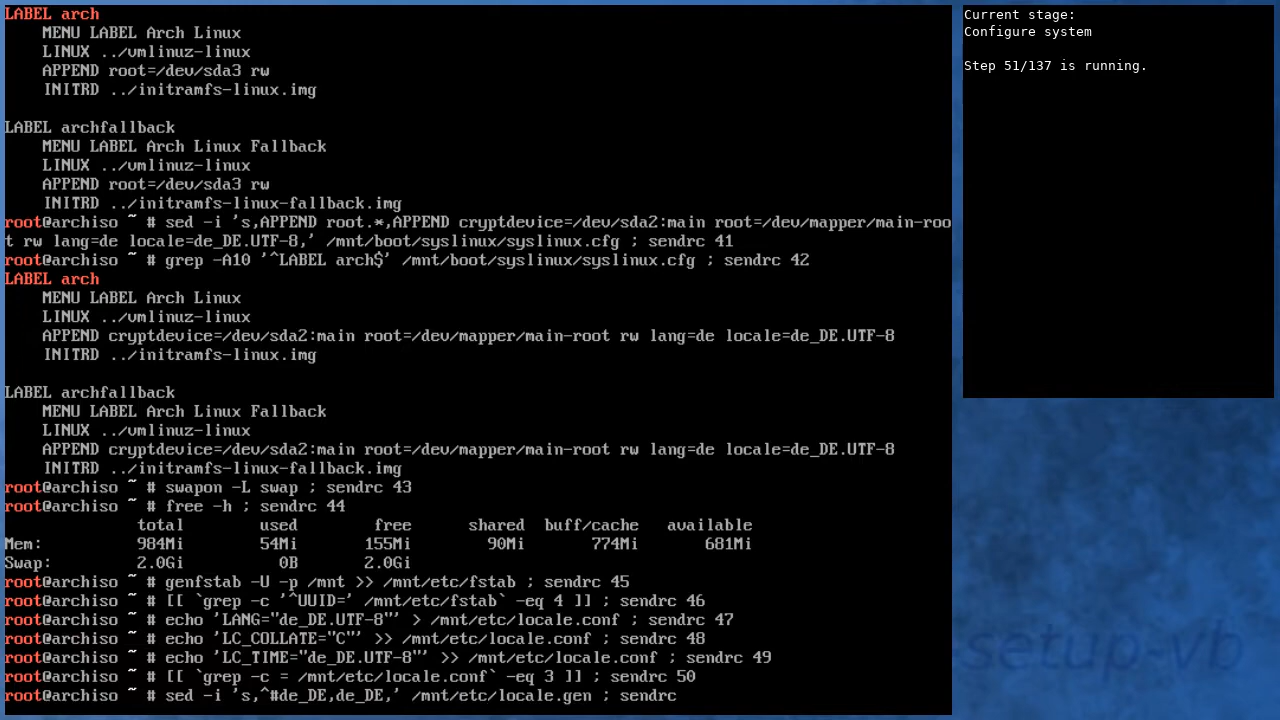 LABEL arch
    MENU LABEL Arch Linux
    LINUX ../vmlinuz-linux
    APPEND root=/dev/sda3 rw
    INITRD ../initramfs-linux.img

LABEL archfallback
    MENU LABEL Arch Linux Fallback
    LINUX ../vmlinuz-linux
    APPEND root=/dev/sda3 rw
    INITRD ../initramfs-linux-fallback.img
root@archiso ~ # sed -i 's,APPEND root.*,APPEND cryptdevice=/dev/sda2:main root=/dev/mapper/main-roo
t rw lang=de locale=de_DE.UTF-8,' /mnt/boot/syslinux/syslinux.cfg ; sendrc 41
root@archiso ~ # grep -A10 '^LABEL arch$' /mnt/boot/syslinux/syslinux.cfg ; sendrc 42
LABEL arch
    MENU LABEL Arch Linux
    LINUX ../vmlinuz-linux
    APPEND cryptdevice=/dev/sda2:main root=/dev/mapper/main-root rw lang=de locale=de_DE.UTF-8
    INITRD ../initramfs-linux.img

LABEL archfallback
    MENU LABEL Arch Linux Fallback
    LINUX ../vmlinuz-linux
    APPEND cryptdevice=/dev/sda2:main root=/dev/mapper/main-root rw lang=de locale=de_DE.UTF-8
    INITRD ../initramfs-linux-fallback.img
root@archiso ~ # swapon -L swap ; sendrc 43
root@archiso ~ # free -h ; sendrc 44
              total        used        free      shared  buff/cache   available
Mem:          984Mi        54Mi       155Mi        90Mi       774Mi       681Mi
Swap:         2.0Gi          0B       2.0Gi
root@archiso ~ # genfstab -U -p /mnt >> /mnt/etc/fstab ; sendrc 45
root@archiso ~ # [[ `grep -c '^UUID=' /mnt/etc/fstab` -eq 4 ]] ; sendrc 46
root@archiso ~ # echo 'LANG="de_DE.UTF-8"' > /mnt/etc/locale.conf ; sendrc 47
root@archiso ~ # echo 'LC_COLLATE="C"' >> /mnt/etc/locale.conf ; sendrc 48
root@archiso ~ # echo 'LC_TIME="de_DE.UTF-8"' >> /mnt/etc/locale.conf ; sendrc 49
root@archiso ~ # [[ `grep -c = /mnt/etc/locale.conf` -eq 3 ]] ; sendrc 50
root@archiso ~ # sed -i 's,^#de_DE,de_DE,' /mnt/etc/locale.gen ; sendrc
Current stage:
Configure system

Step 51/137 is running.
setup-vb